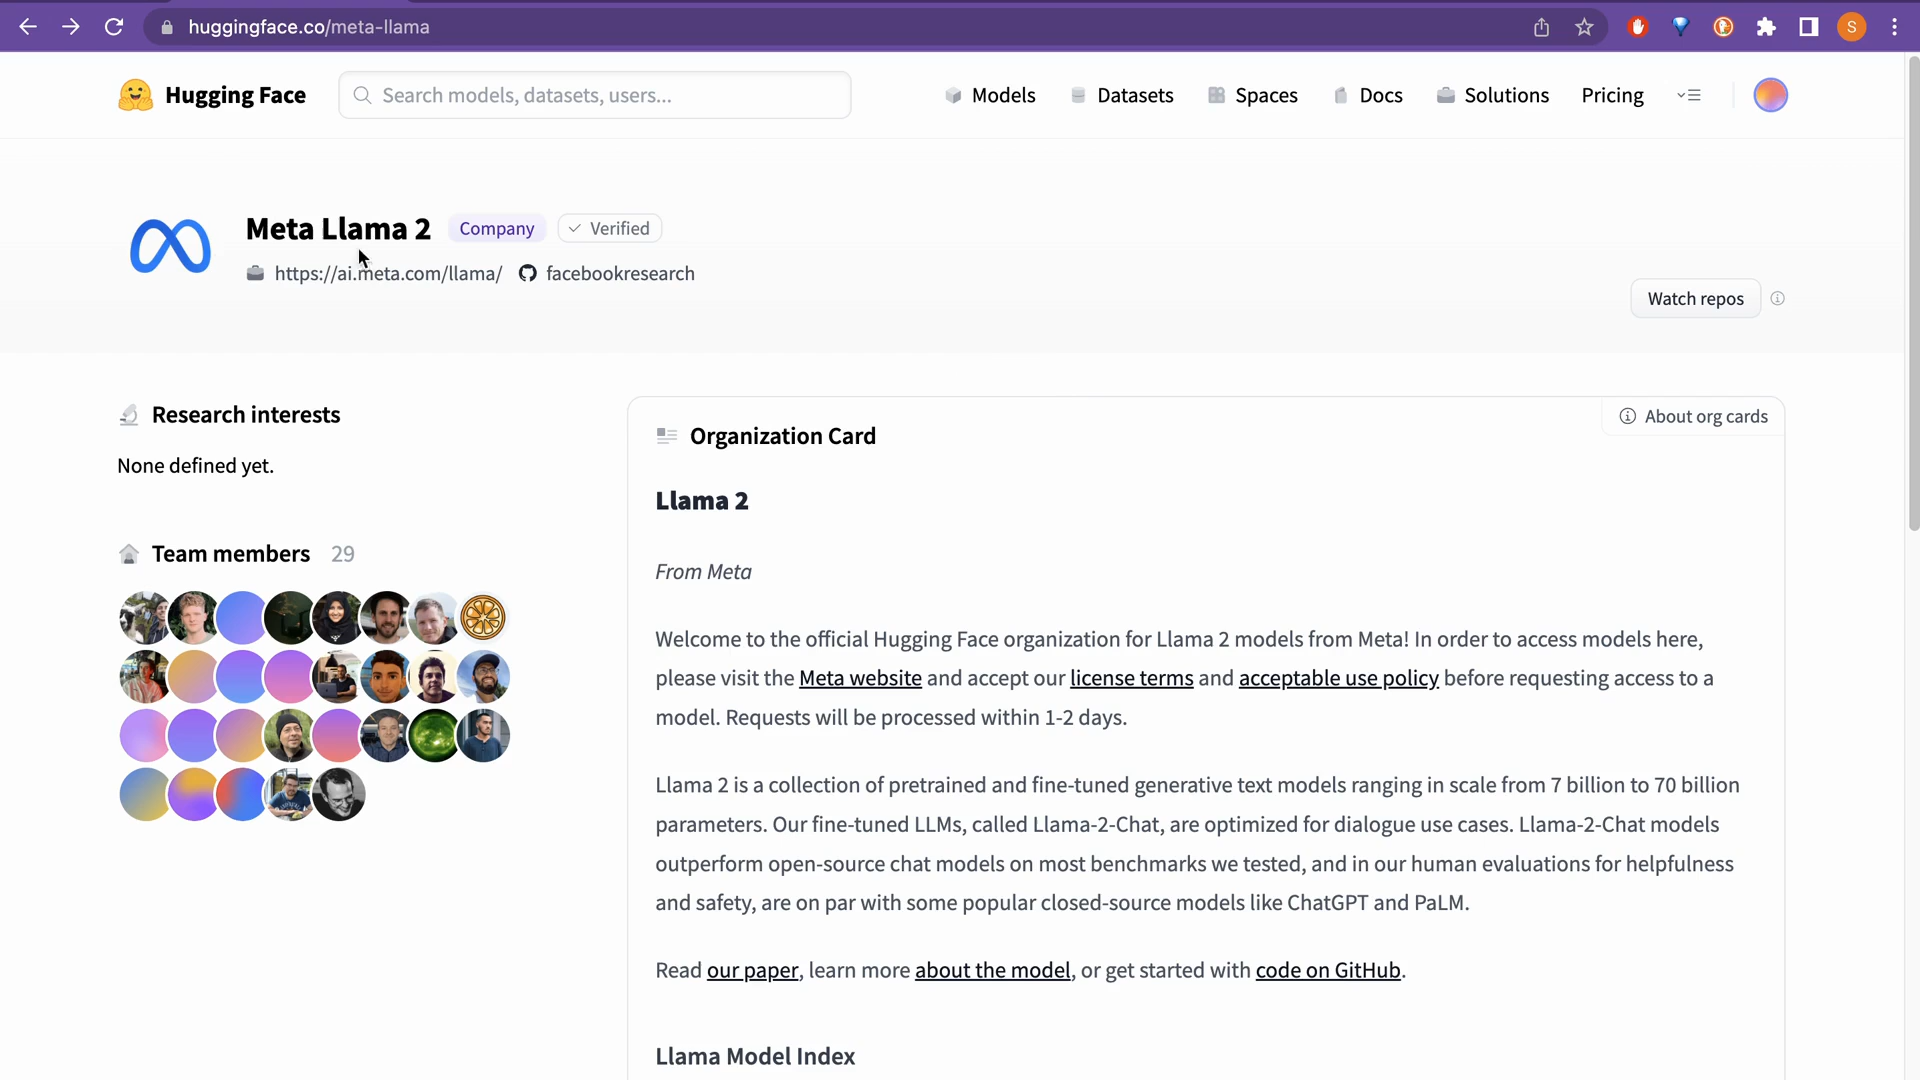 huggingface.co/meta-llama
S
Hugging Face
Search models, datasets, users...
Models
Datasets
Spaces
Docs
Solutions
Pricing
Meta Llama 2
Company
Verified
https://ai.meta.com/llama/
facebookresearch
Watch repos
Research interests
None defined yet.
Team members 29
About org cards
Organization Card
Llama 2
From Meta
Welcome to the official Hugging Face organization for Llama 2 models from Meta! In order to access models here,
please visit the Meta website and accept our license terms and acceptable use policy before requesting access to a
model. Requests will be processed within 1-2 days.
Llama 2 is a collection of pretrained and fine-tuned generative text models ranging in scale from 7 billion to 70 billion
parameters. Our fine-tuned LLMs, called Llama-2-Chat, are optimized for dialogue use cases. Llama-2-Chat models
outperform open-source chat models on most benchmarks we tested, and in our human evaluations for helpfulness
and safety, are on par with some popular closed-source models like ChatGPT and PaLM.
Read our paper, learn more about the model, or get started with code on GitHub.
Llama Model Index